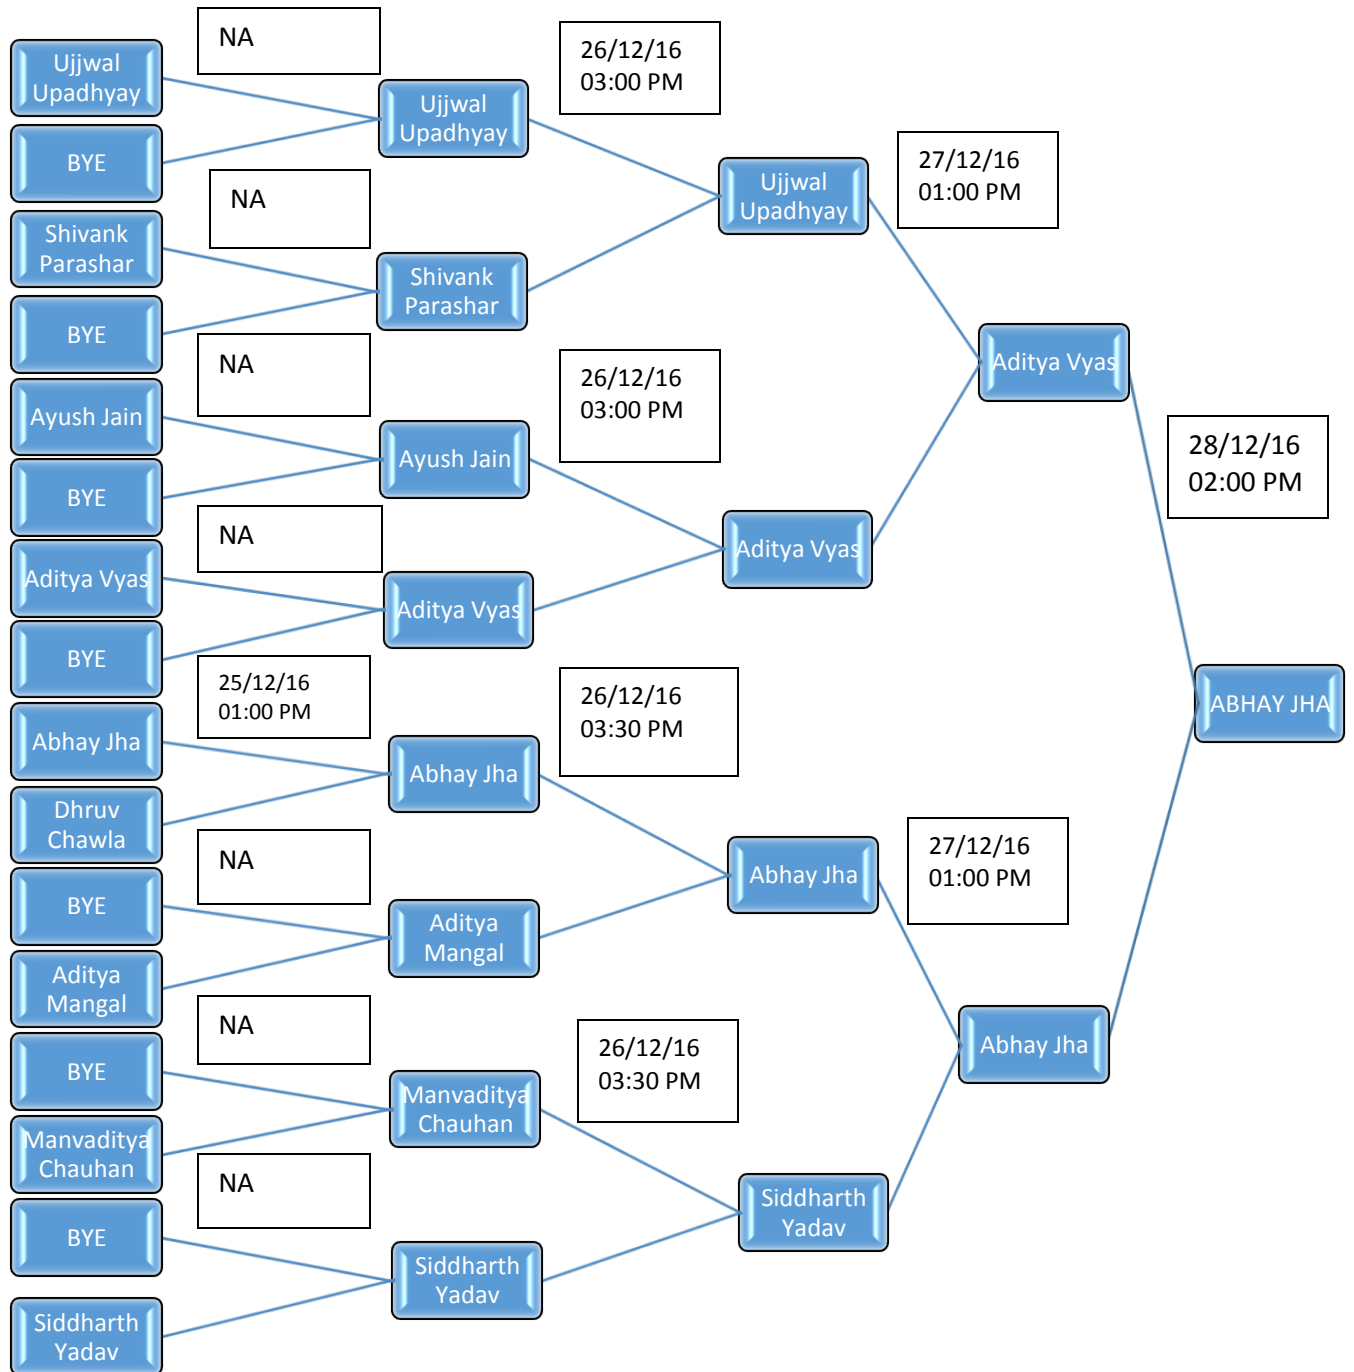 NA
Ujjwal
Upadhyay
BYE
NA
Shivank
Parashar
BYE
NA
Ayush Jain
BYE
NA
Aditya Vyas
BYE
25/12/16
01:00 PM
Abhay Jha
Dhruv
Chawla
NA
BYE
Aditya
Mangal
NA
BYE
Manvaditya
Chauhan
NA
BYE
Siddharth
Yadav
Ujjwal
Upadhyay
Shivank
Parashar
Ayush Jain
Aditya Vyas
Abhay Jha
Aditya
Mangal
Manvaditya
Chauhan
Siddharth
Yadav
26/12/16
03:00 PM
26/12/16
03:00 PM
26/12/16
03:30 PM
26/12/16
03:30 PM
Ujjwal
Upadhyay
Aditya Vyas
Abhay Jha
Siddharth
Yadav
27/12/16
01:00 PM
27/12/16
01:00 PM
Aditya Vyas
Abhay Jha
28/12/16
02:00 PM
ABHAY JHA